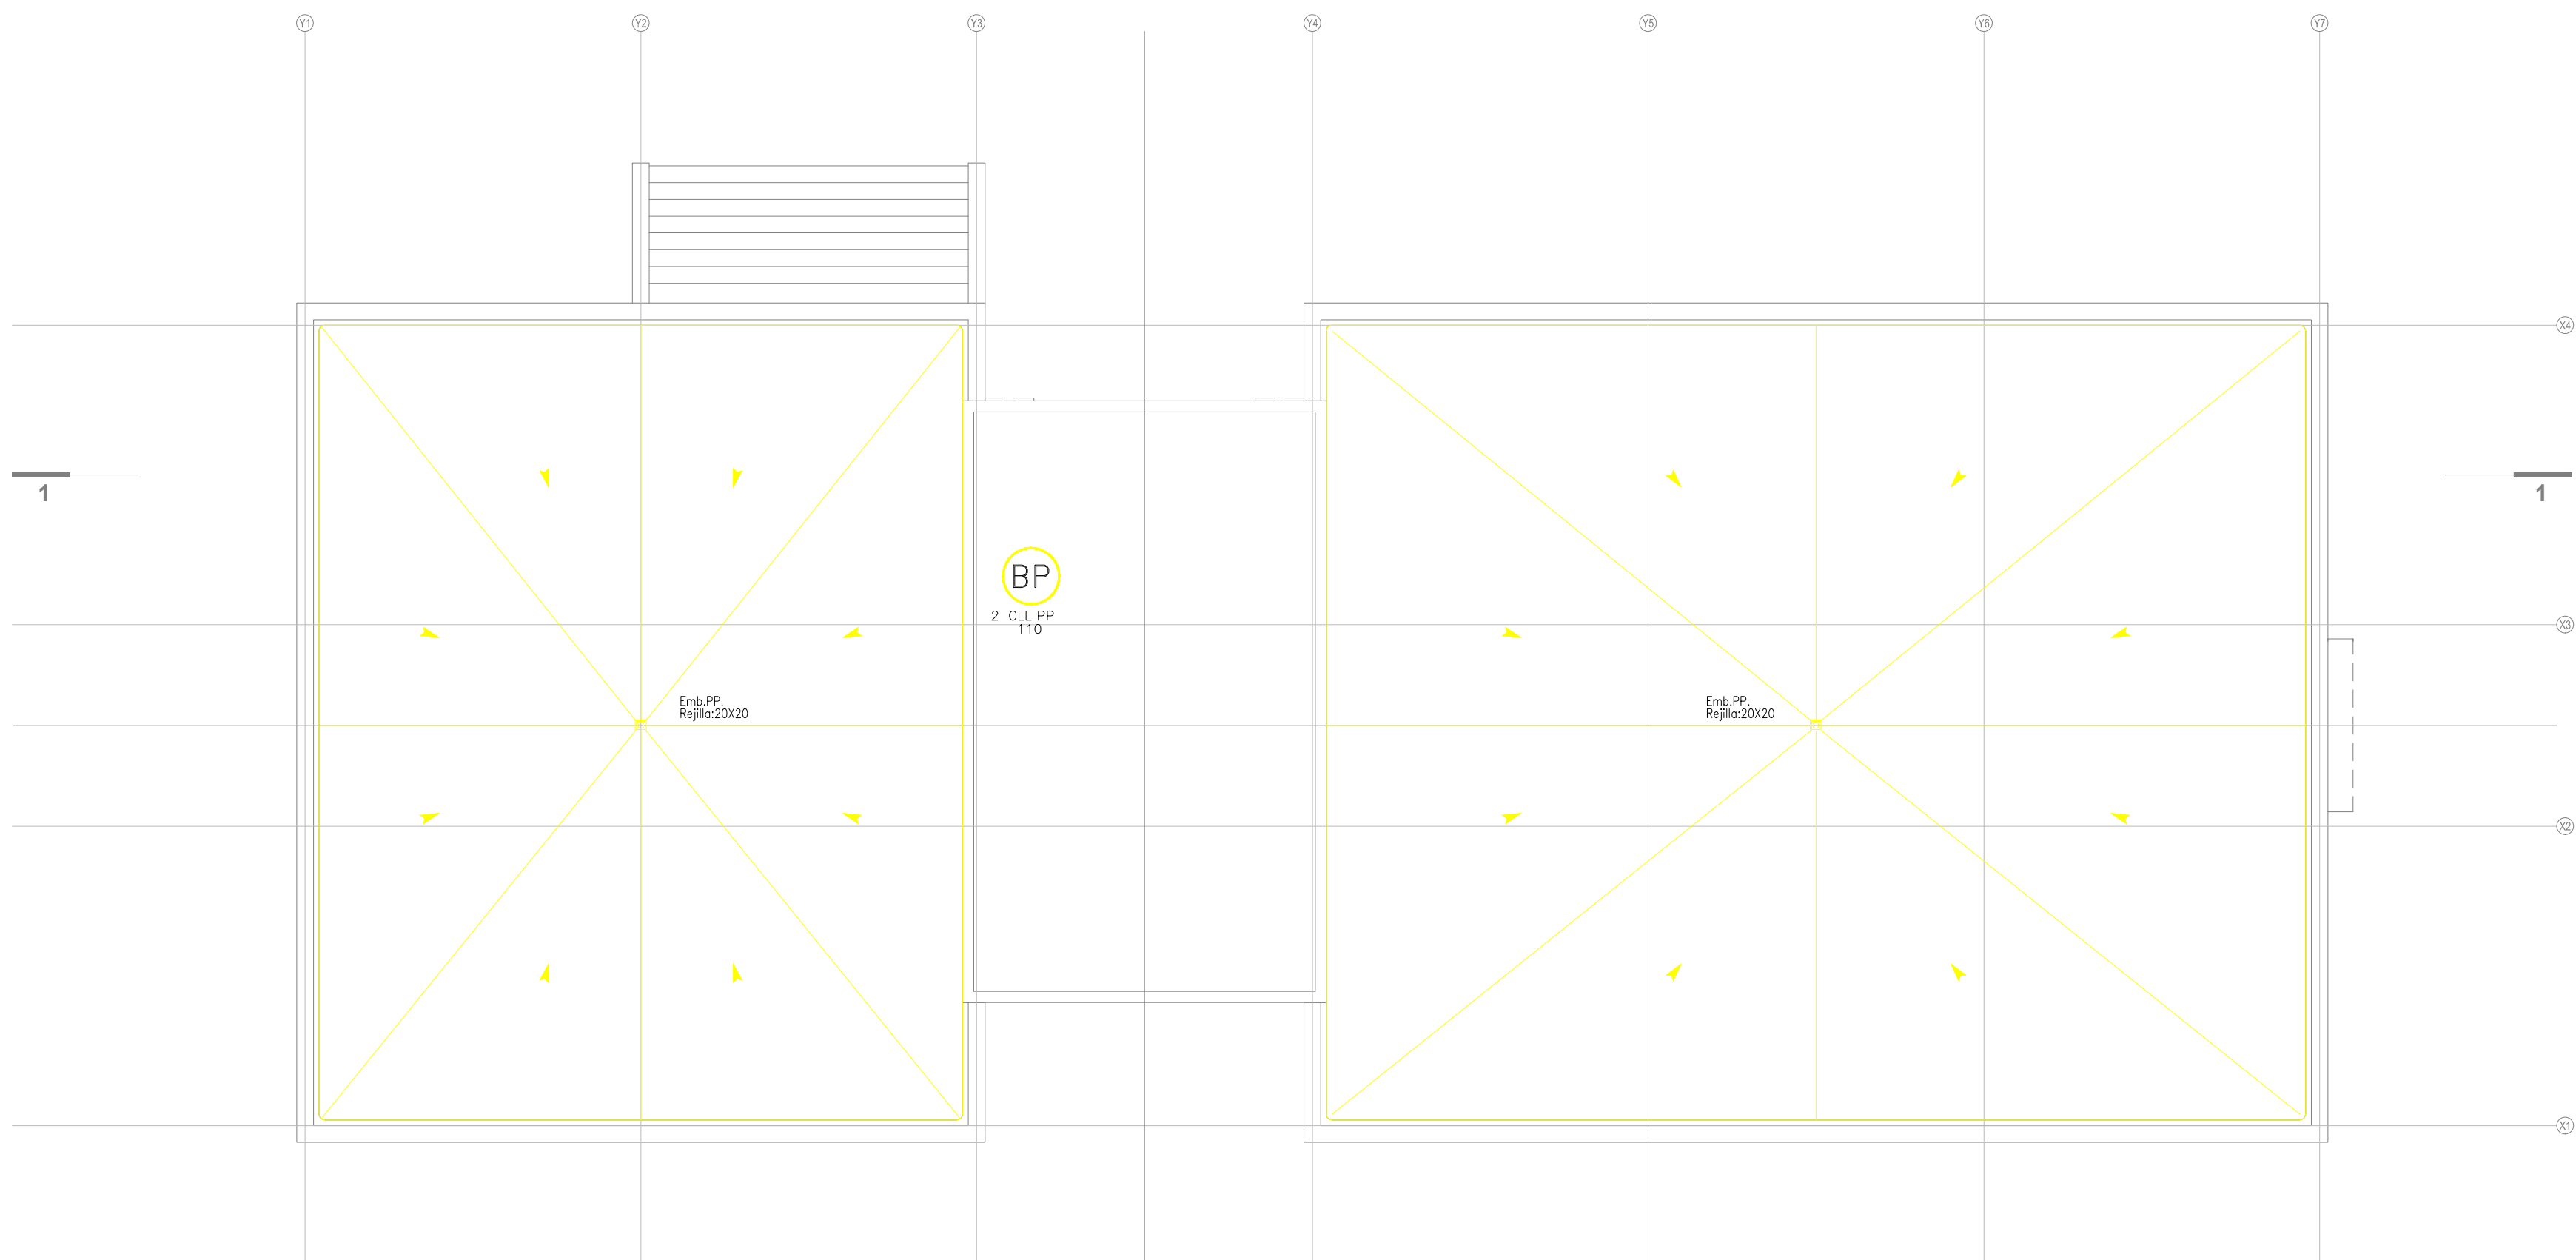 Y1 Y2 Y3 Y4 Y5 Y6 Y7
X4
1 1
BP
2 CLL PP
110
X3
Emb.PP.
Rejilla:20X20
Emb.PP.
Rejilla:20X20
X2
X1